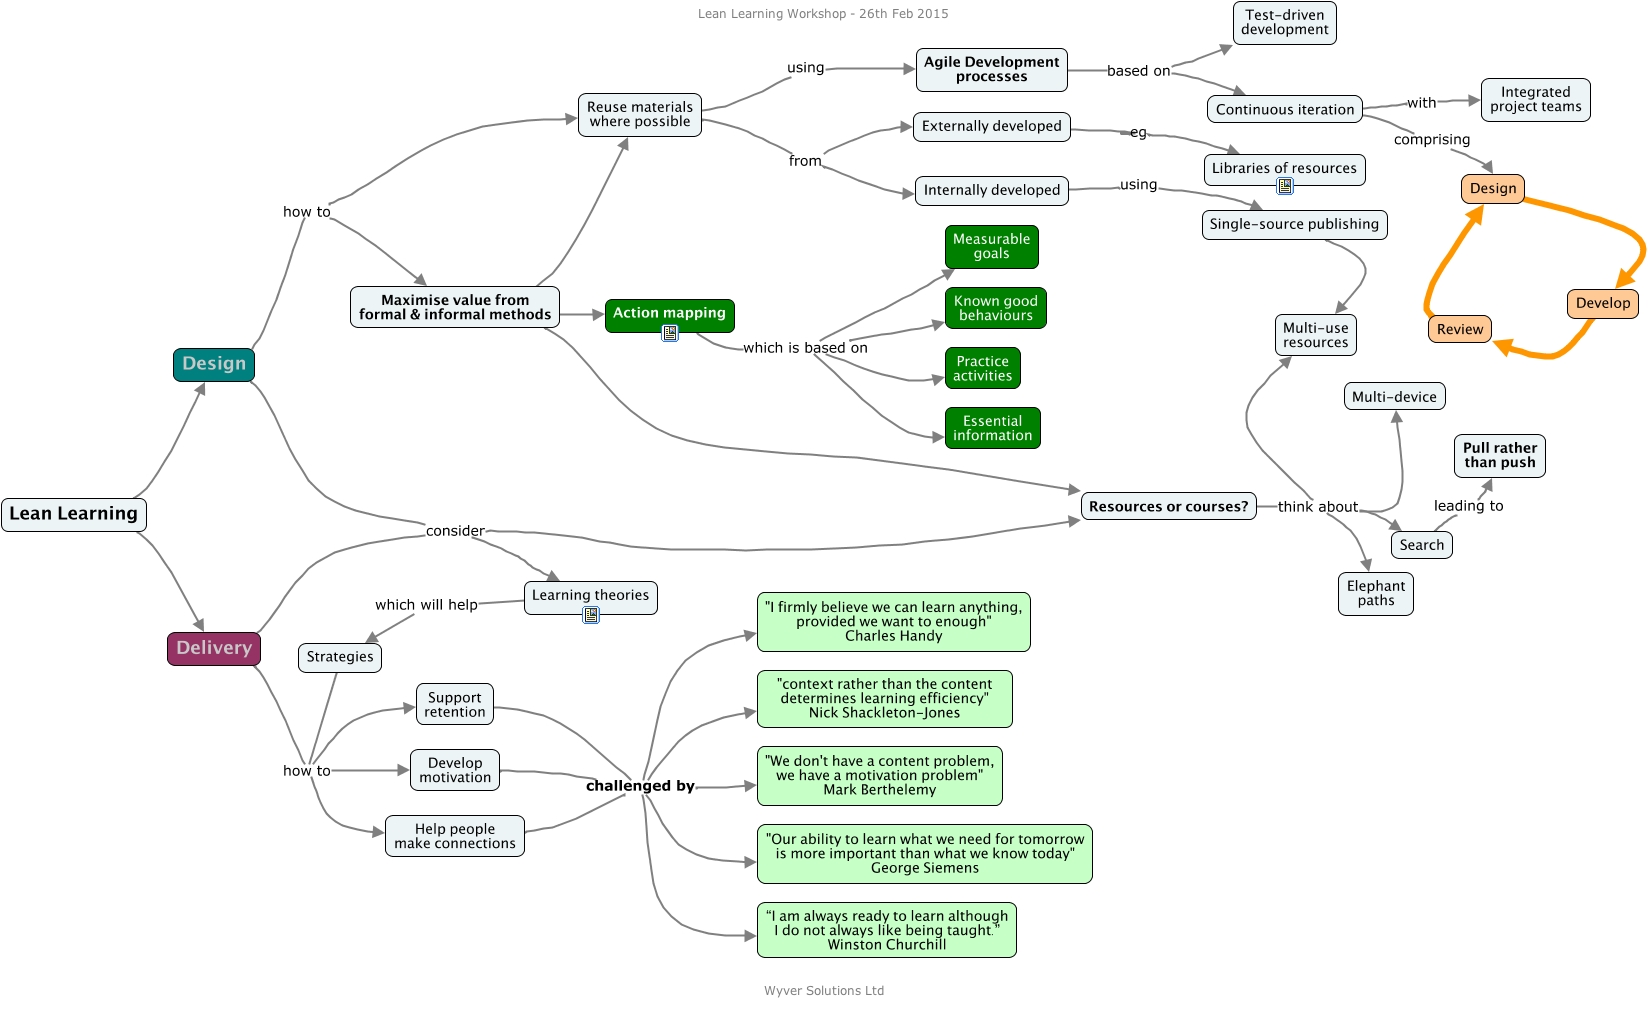 Lean Learning Workshop - 26th Feb 2015
Test-driven
development
using
Agile Development
processes
based on
Continuous iteration
with
Integrated
project teams
comprising
Design
Develop
Review
Reuse materials
where possible
from
Externally developed
eg.
Libraries of resources
Internally developed
using
Single-source publishing
Multi-use
resources
how to
Maximise value from
formal & informal methods
Action mapping
which is based on
Measurable
goals
Known good
behaviours
Practice
activities
Essential
information
Design
Lean Learning
Delivery
consider
Resources or courses?
think about
Multi-device
Search
leading to
Pull rather
than push
Elephant
paths
Learning theories
which will help
Strategies
how to
Support
retention
Develop
motivation
Help people
make connections
challenged by
"I firmly believe we can learn anything,
provided we want to enough"
Charles Handy
"context rather than the content
determines learning efficiency"
Nick Shackleton-Jones
"We don't have a content problem,
we have a motivation problem"
Mark Berthelemy
"Our ability to learn what we need for tomorrow
is more important than what we know today"
George Siemens
“I am always ready to learn although
I do not always like being taught.”
Winston Churchill
Wyver Solutions Ltd